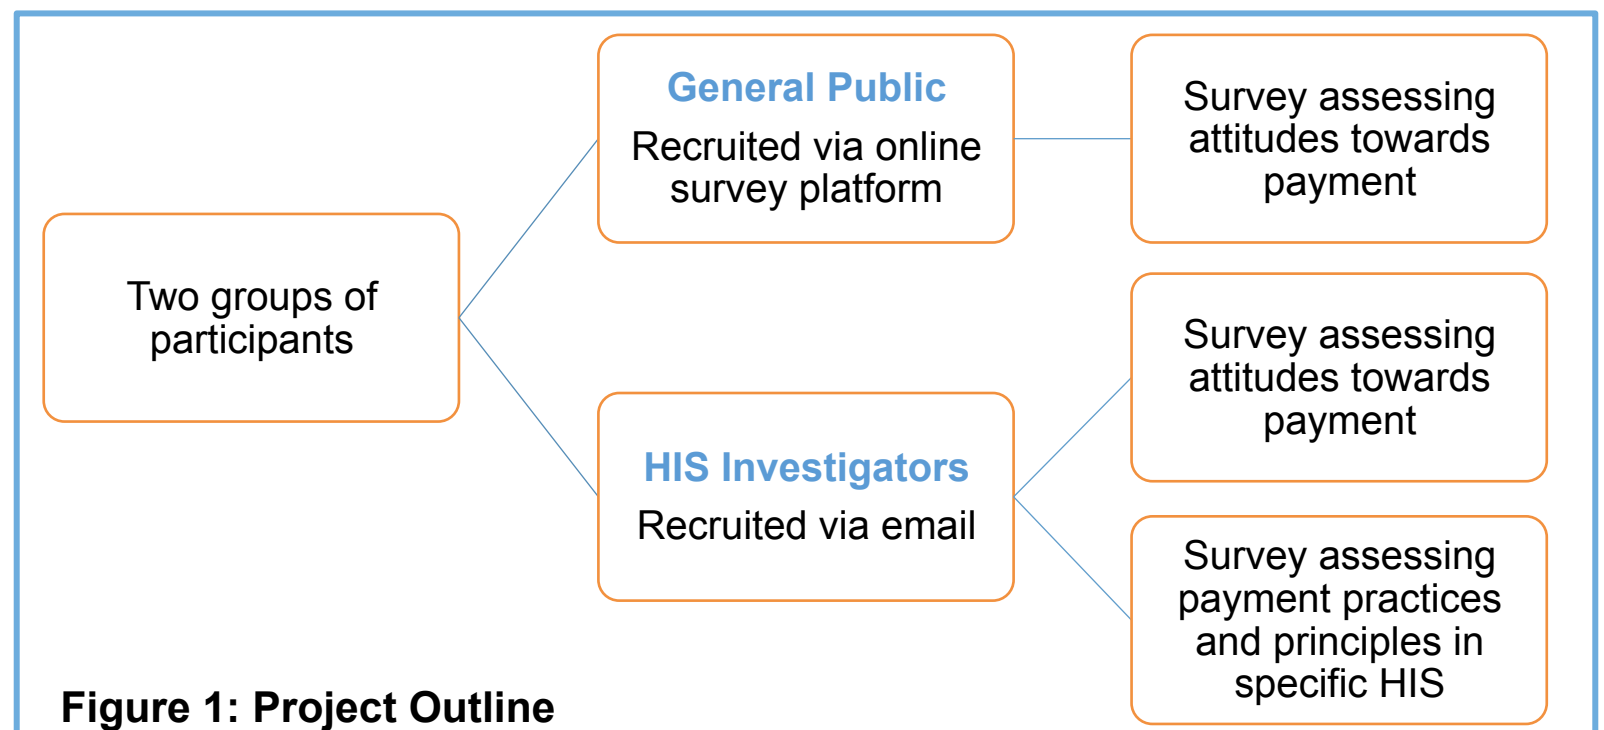 General Public
Recruited via online
survey platform
Survey assessing
attitudes towards
payment
Two groups of
participants
HIS Investigators
Recruited via email
Survey assessing
attitudes towards
payment
Survey assessing
payment practices
and principles in
specific HIS
Figure 1: Project Outline